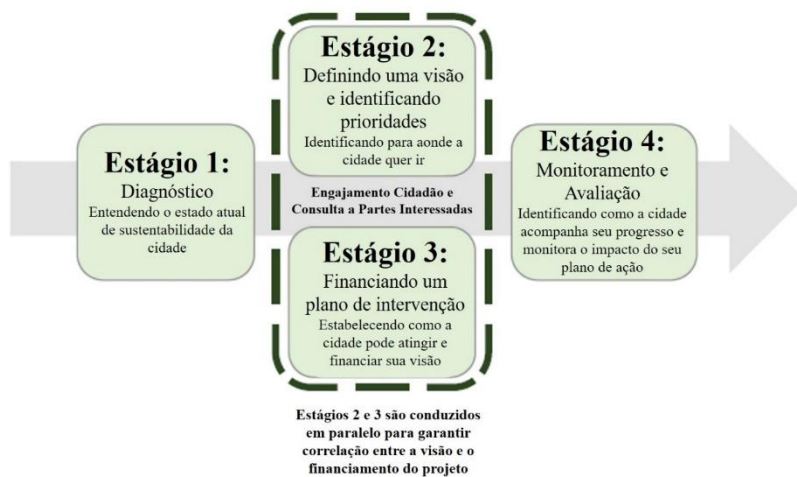 Estágio 1:
Diagnóstico
Entendendo o estado atual
de sustentabilidade da
cidade
Estágio 2:
Definindo uma visão
e identificando
prioridades
Identificando para aonde a
cidade quer ir
Engajamento Cidadão e
Consulta a Partes Interessadas
Estágio 3:
Financiando um
plano de intervenção
Estabelecendo como a
cidade pode atingir e
financiar sua visão
Estágios 2 e 3 são conduzidos
em paralelo para garantir
correlação entre a visão e o
financiamento do projeto
Estágio 4:
Monitoramento e
Avaliação
Identificando como a cidade
acompanha seu progresso e
monitora o impacto do seu
plano de ação